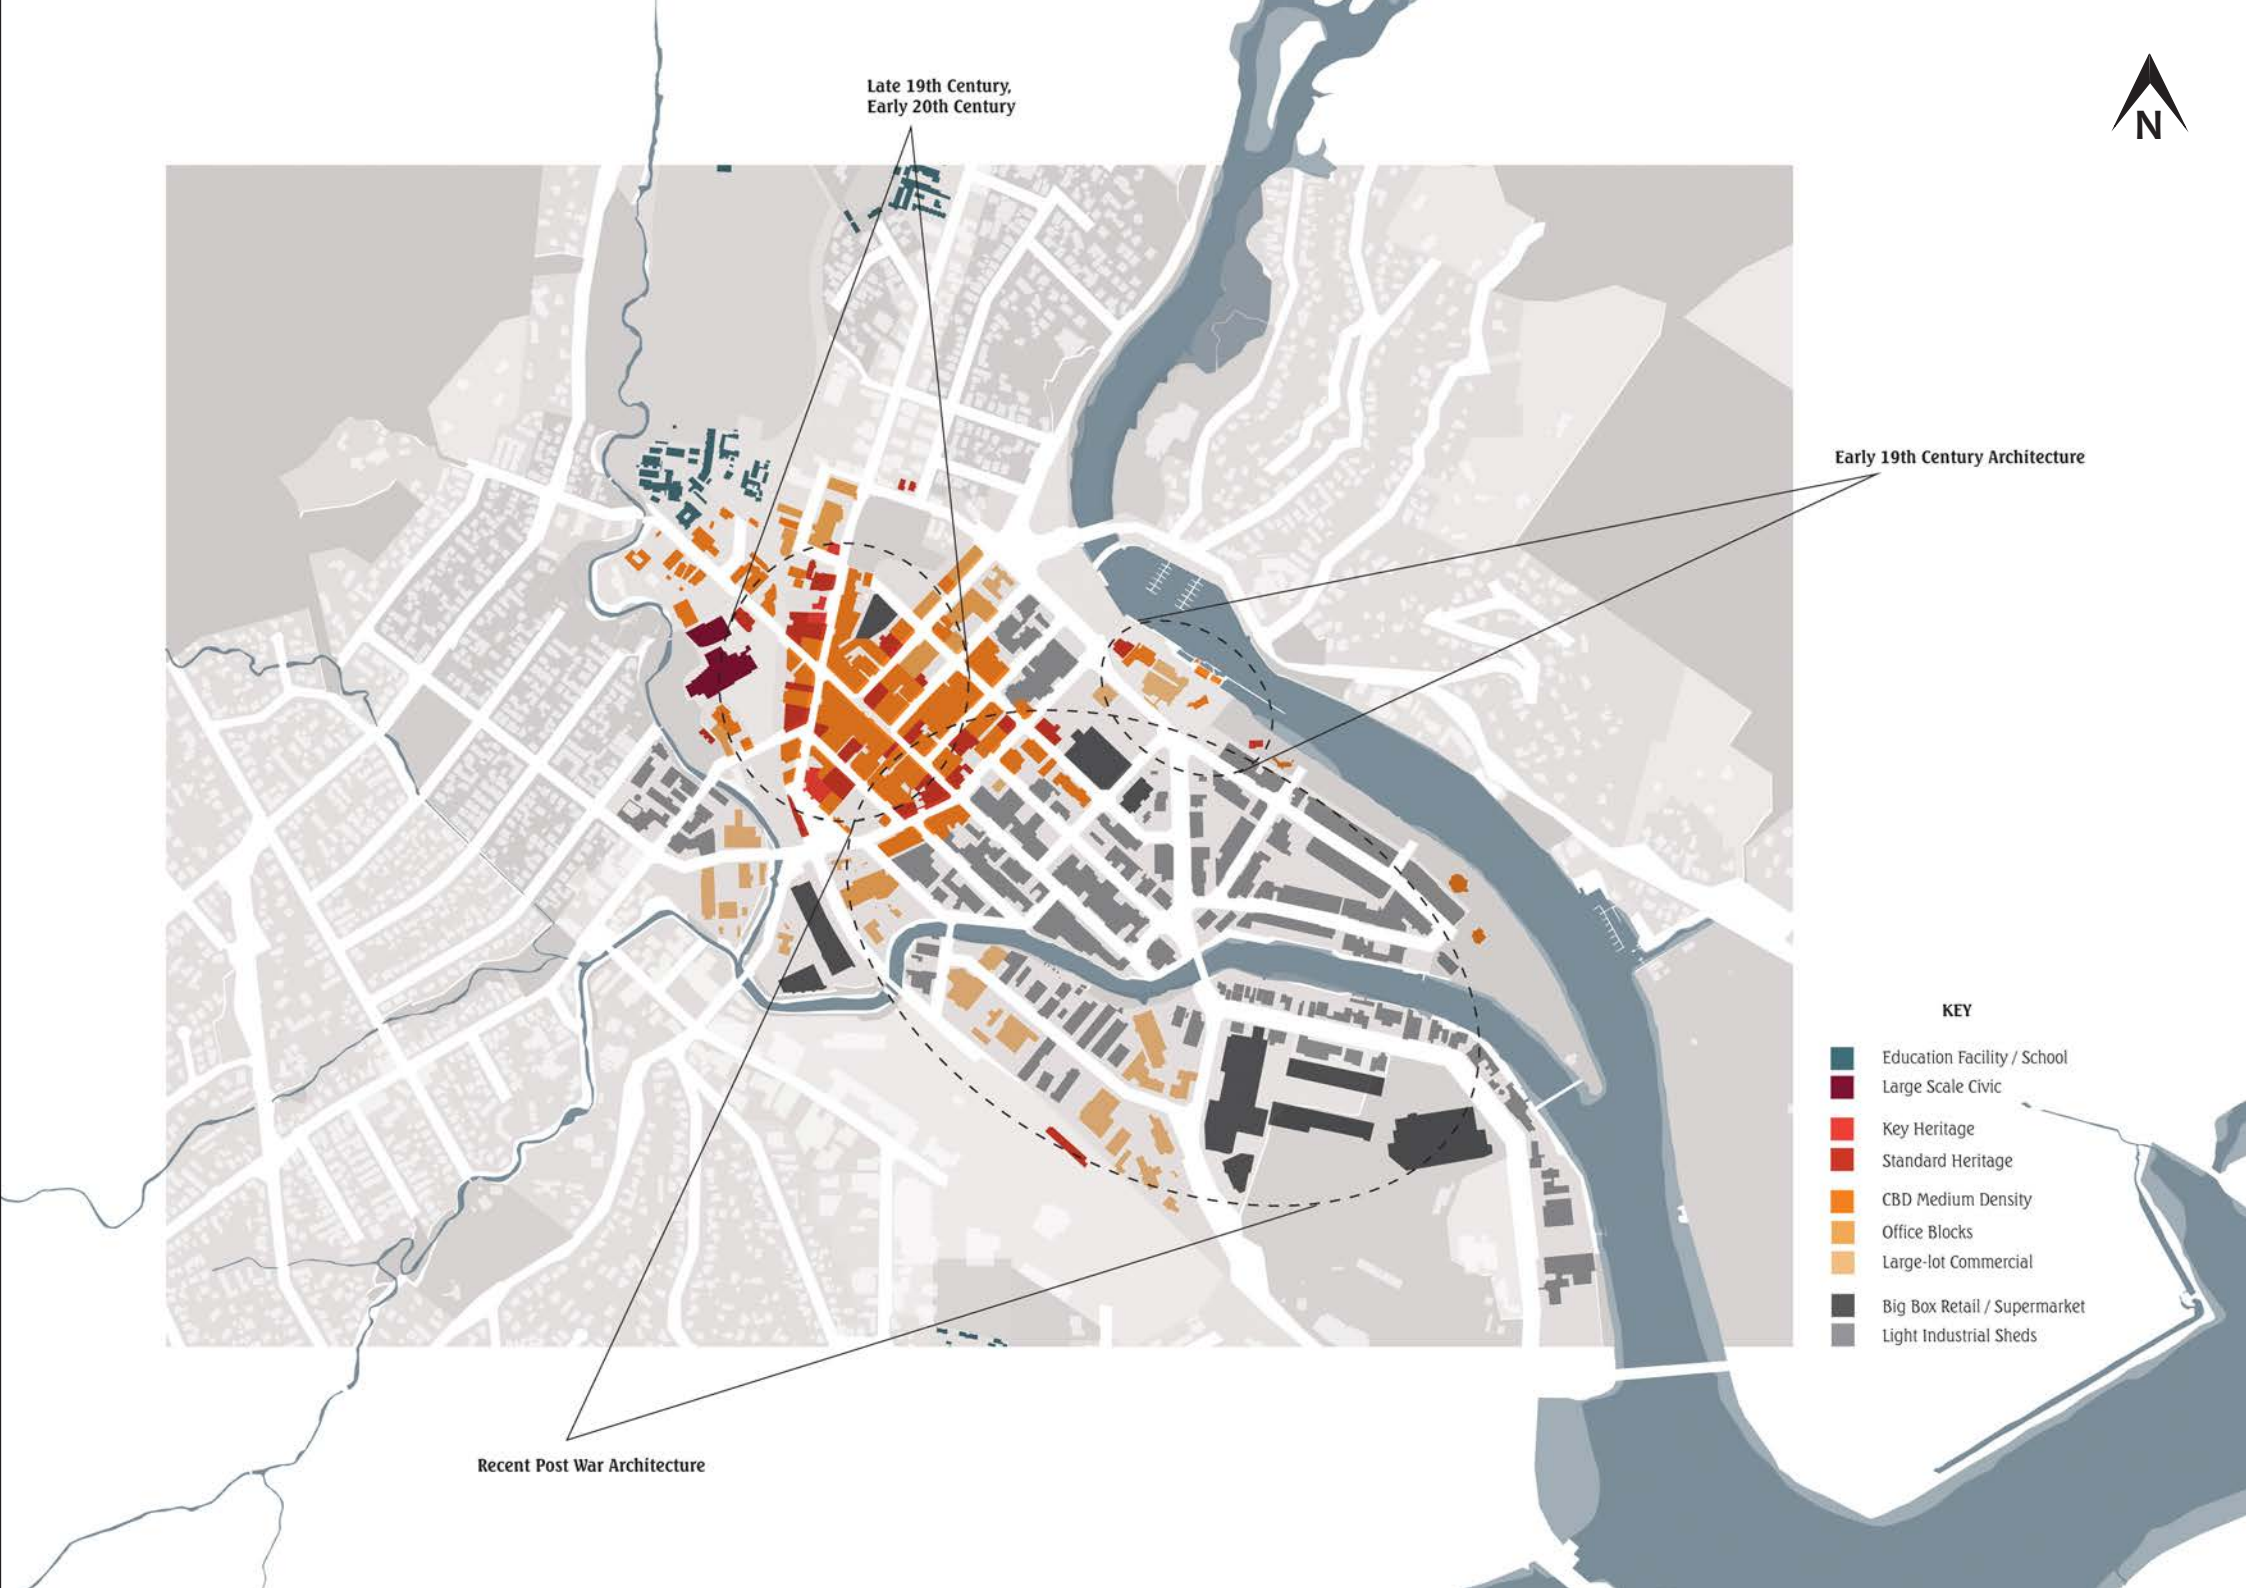 Late 19th Century,
Early 20th Century
N
Early 19th Century Architecture
KEY
Education Facility / School
Large Scale Civic
Key Heritage
Standard Heritage
CBD Medium Density
Office Blocks
Large-lot Commercial
Big Box Retail / Supermarket
Light Industrial Sheds
Recent Post War Architecture